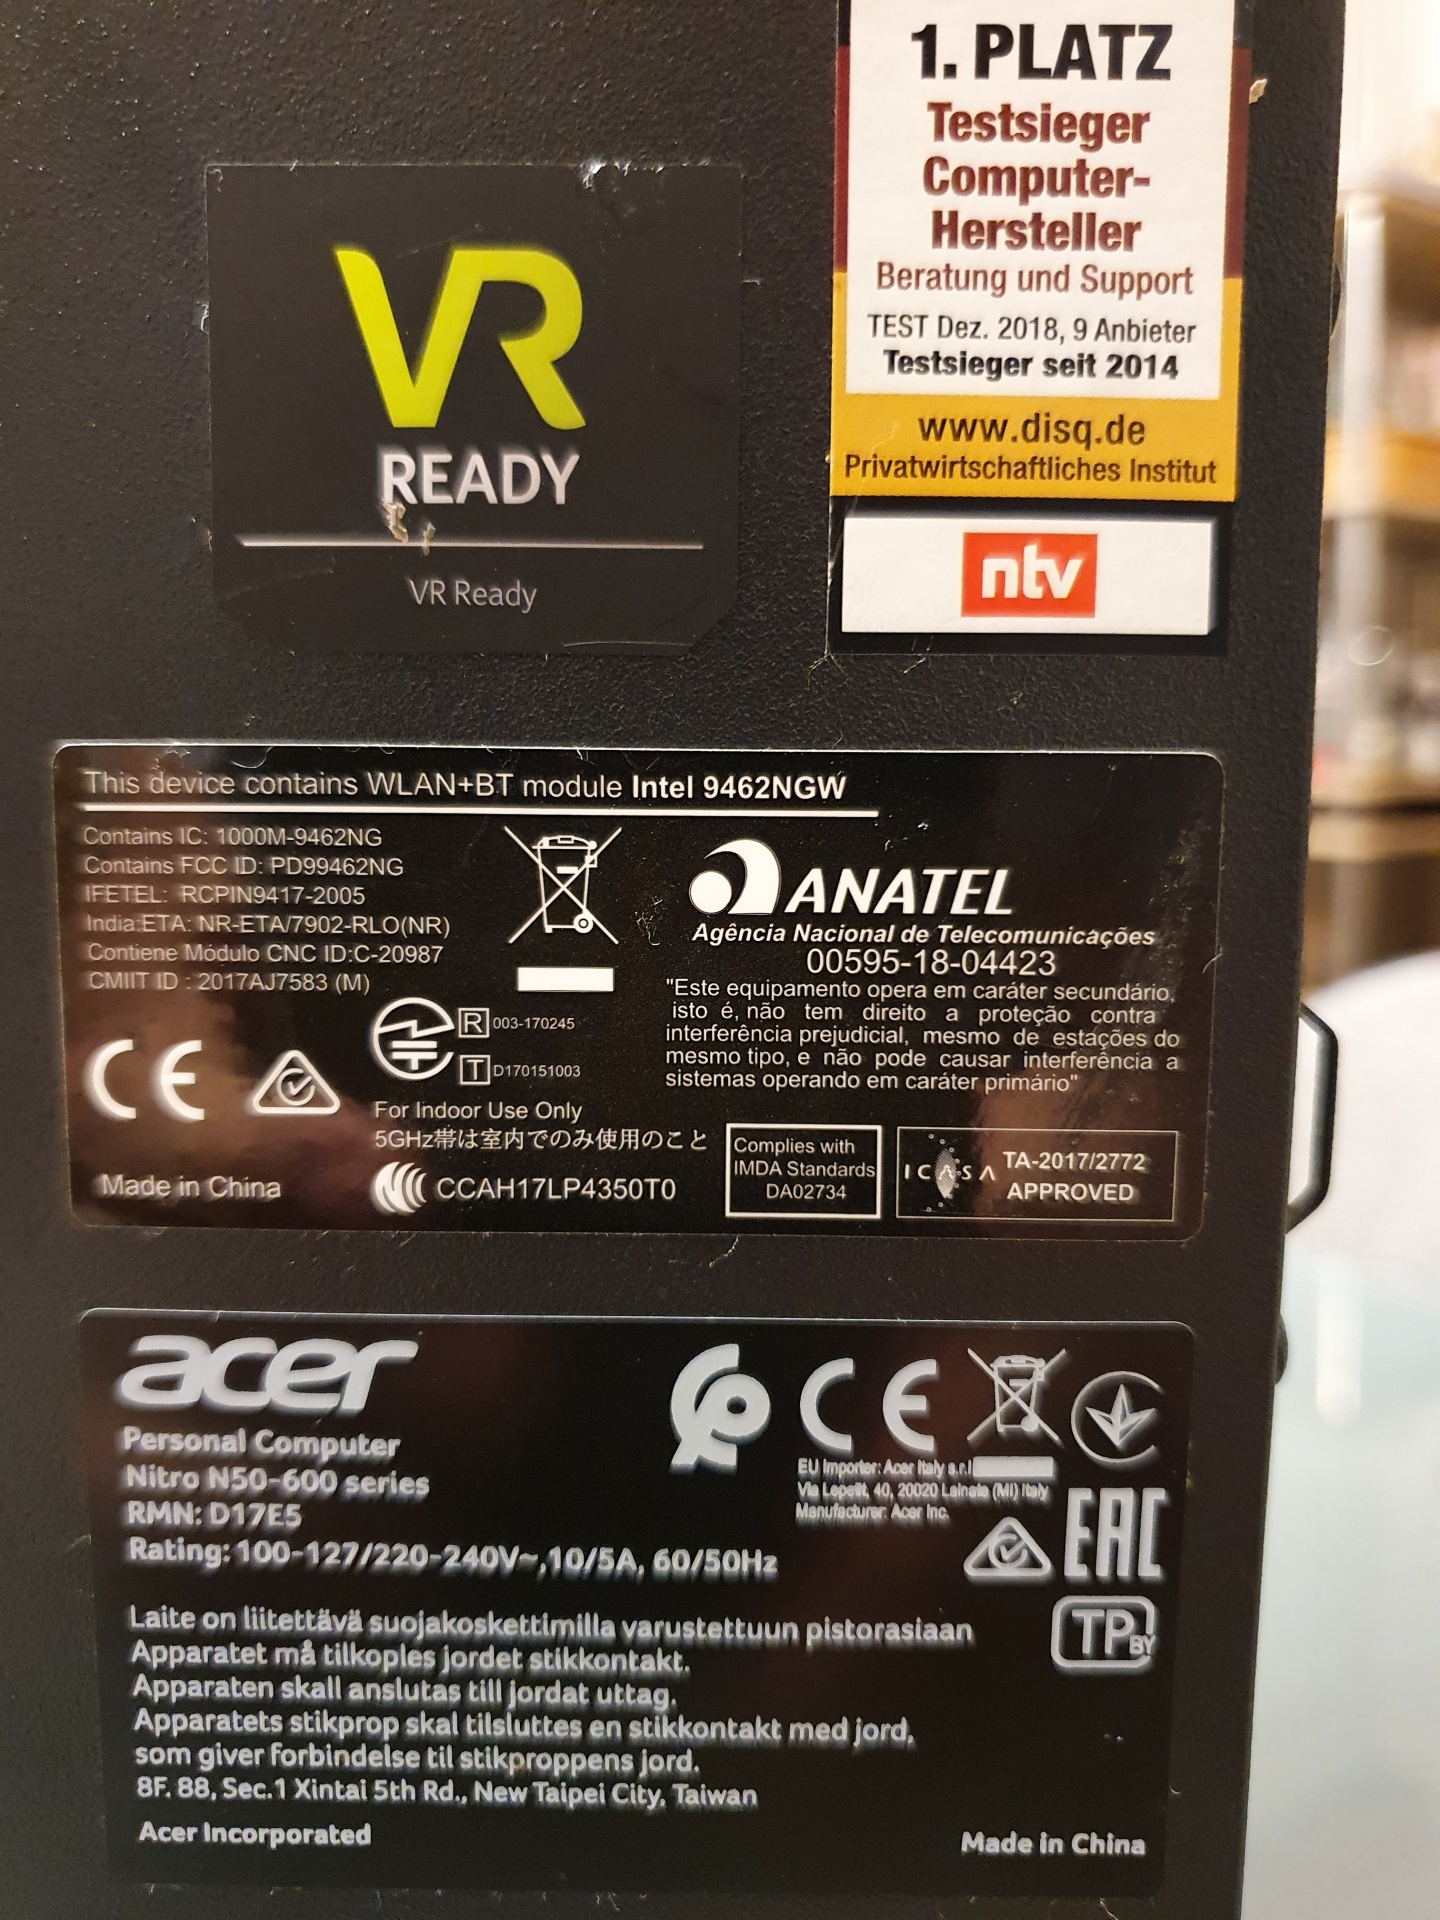 1. PLATZ
Testsieger
Computer-
Hersteller
Beratung und Support
TEST Dez. 2018, 9 Anbieter
Testsieger seit 2014
www.disq.de
Privatwirtschaftliches Institut
ntv
VR
READY
VR Ready
This device contains WLAN+BT module Intel 9462NGW
Contains IC: 1000M-9462NG
Contains FCC ID: PD99462NG
IFETEL: RCPIN9417-2005
India:ETA: NR-ETA/7902-RLO(NR)
Contiene Módulo CNC ID:C-20987
CMIIT ID : 2017AJ7583 (M)
CE
R 003-170245
T D170151003
For Indoor Use Only
5GHz帯は室内でのみ使用のこと
Made in China
CCAH17LP4350T0
ANATEL
Agência Nacional de Telecomunicações
00595-18-04423
"Este equipamento opera em caráter secundário,
isto é, não tem direito a proteção contra
interferência prejudicial, mesmo de estações do
mesmo tipo, e não pode causar interferência a
sistemas operando em caráter primário"
Complies with
IMDA Standards
DA02734
ICASA TA-2017/2772
APPROVED
acer
Personal Computer
Nitro N50-600 series
RMN: D17E5
Rating: 100-127/220-240V~,10/5A, 60/50Hz
CE
EU Importer: Acer Italy s.r.l
Via Lepetit, 40, 20020 Lainate (MI) Italy
Manufacturer: Acer Inc.
EAC
TP BY
Laite on liitettävä suojakoskettimilla varustettuun pistorasiaan
Apparatet må tilkoples jordet stikkontakt.
Apparaten skall anslutas till jordat uttag.
Apparatets stikprop skal tilsluttes en stikkontakt med jord,
som giver forbindelse til stikproppens jord.
8F. 88, Sec.1 Xintai 5th Rd., New Taipei City, Taiwan
Acer Incorporated
Made in China